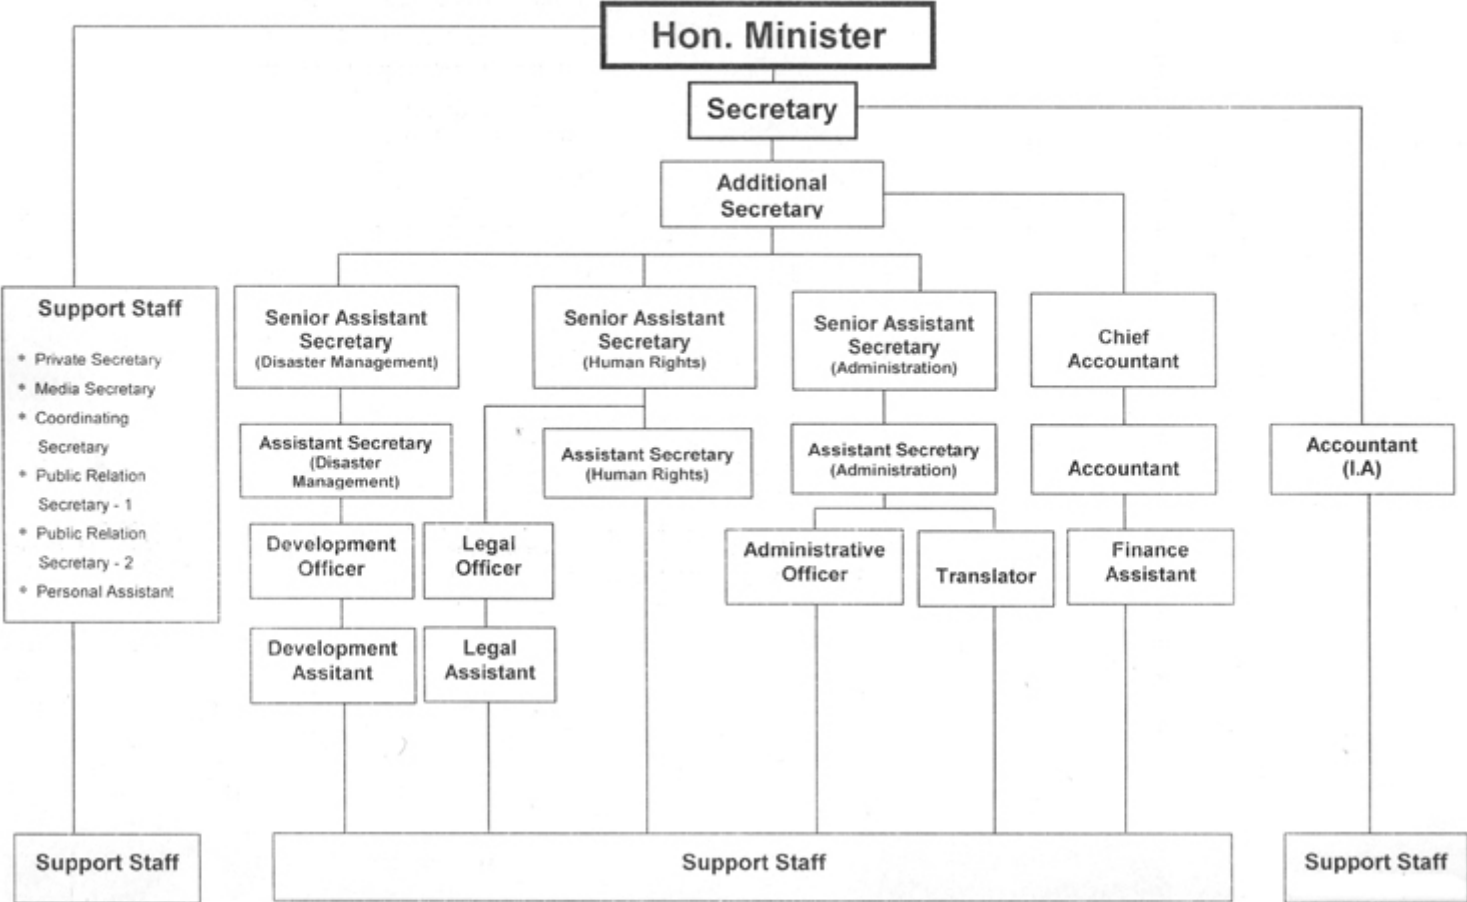 Hon. Minister
Secretary
Additional
Secretary
Support Staff
* Private Secretary
* Media Secretary
* Coordinating
Secretary
* Public Relation
Secretary - 1
* Public Relation
Secretary - 2
* Personal Assistant
Senior Assistant
Secretary
(Disaster Management)
Senior Assistant
Secretary
(Human Rights)
Senior Assistant
Secretary
(Administration)
Chief
Accountant
Assistant Secretary
(Disaster
Management)
Assistant Secretary
(Human Rights)
Assistant Secretary
(Administration)
Accountant
Accountant
(I.A)
Development
Officer
Legal
Officer
Administrative
Officer
Translator
Finance
Assistant
Development
Assitant
Legal
Assistant
Support Staff
Support Staff
Support Staff